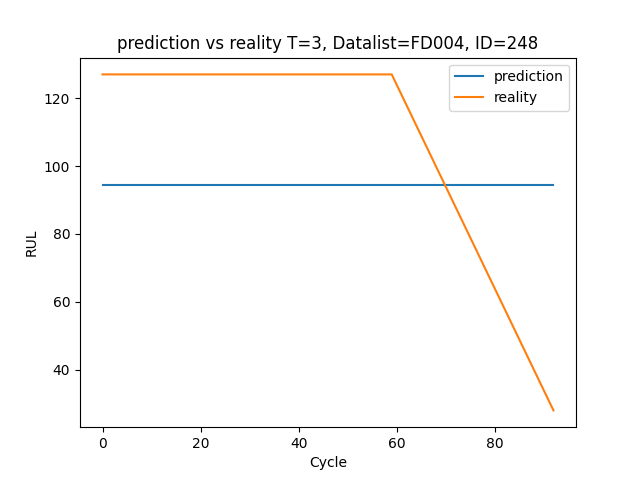 prediction vs reality T=3, Datalist=FD004, ID=248
prediction
reality
120
100
80
60
40
RUL
0 20 40 60 80
Cycle